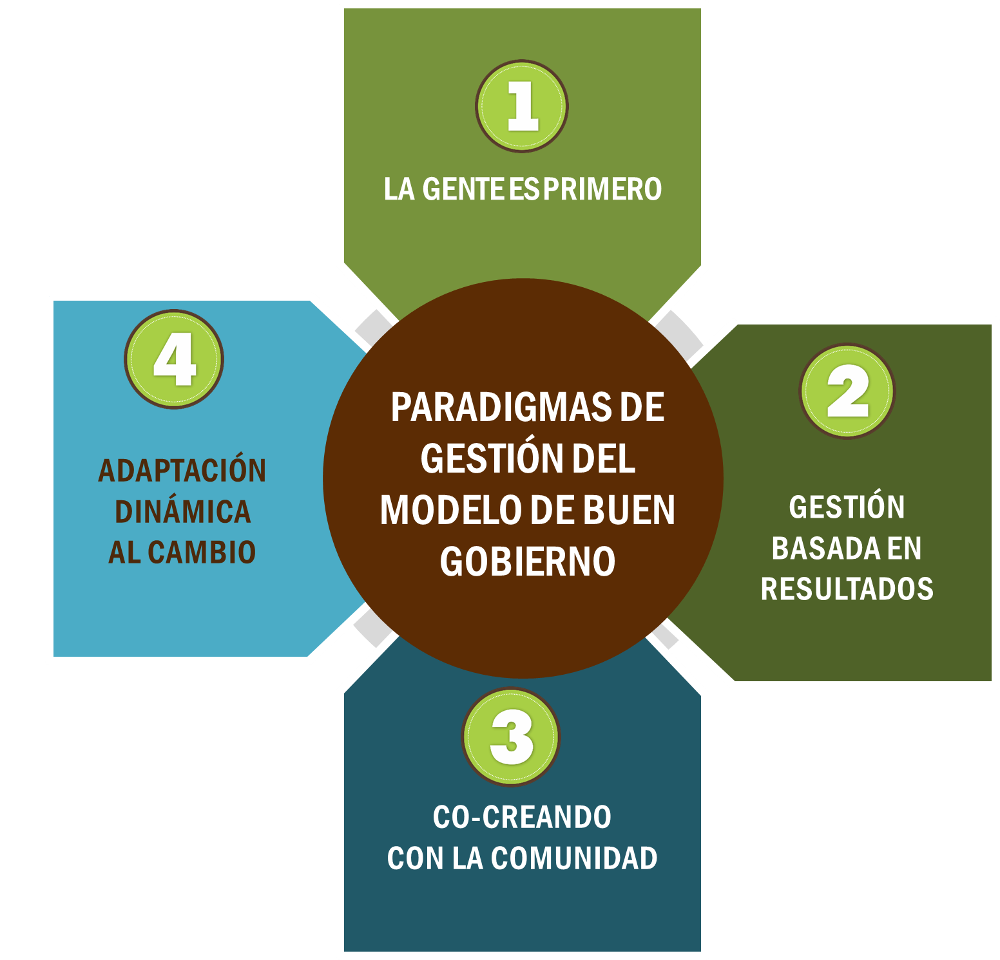 1
LA GENTE ES PRIMERO
4
ADAPTACIÓN
DINÁMICA
AL CAMBIO
PARADIGMAS DE
GESTIÓN DEL
MODELO DE BUEN
GOBIERNO
2
GESTIÓN
BASADA EN
RESULTADOS
3
CO-CREANDO
CON LA COMUNIDAD